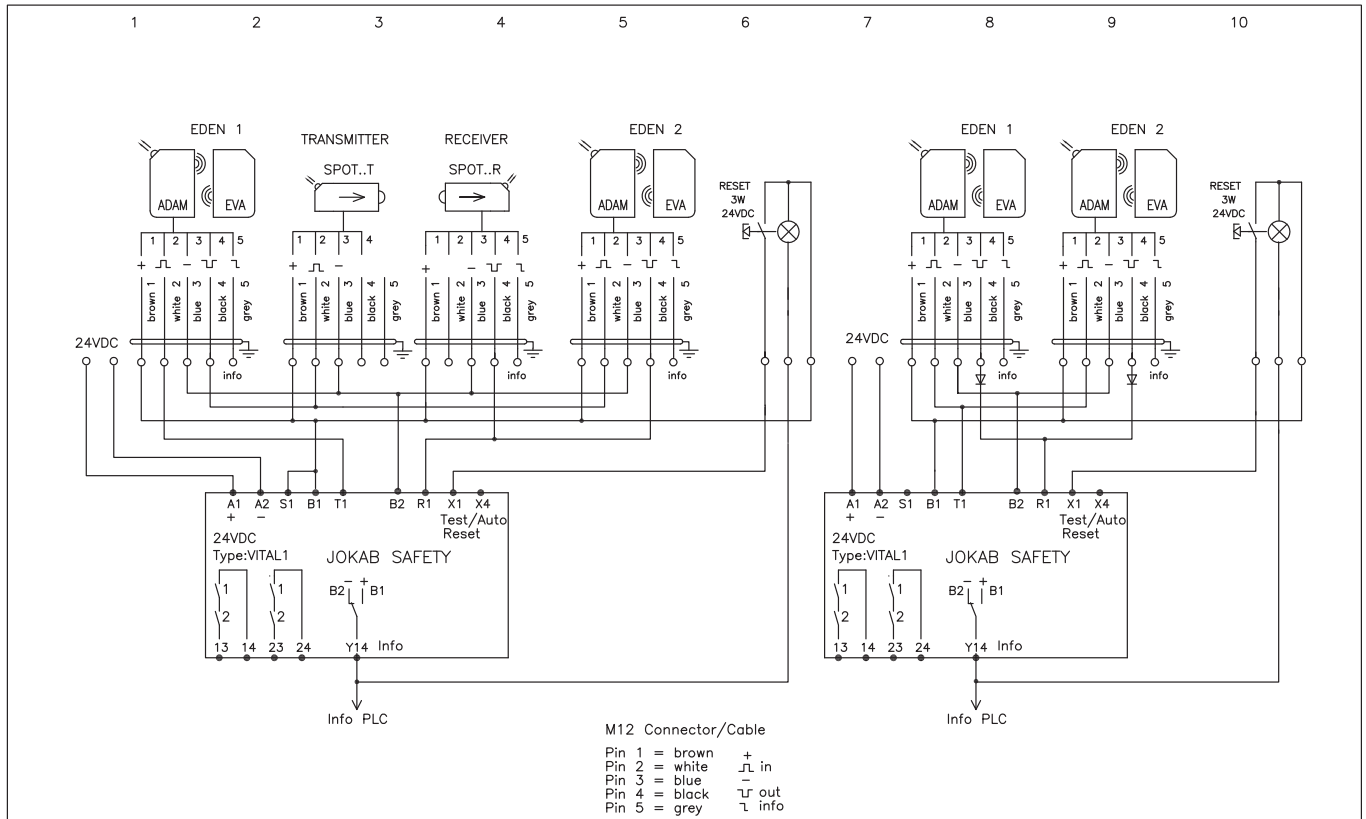 1 2 3 4 5 6 7 8 9 10
EDEN 1 TRANSMITTER RECEIVER EDEN 2 EDEN 1 EDEN 2
SPOT..T SPOT..R
RESET 3W 24VDC
RESET 3W 24VDC
ADAM EVA ADAM EVA ADAM EVA ADAM EVA
1 2 3 4 5 1 2 3 4 1 2 3 4 5 1 2 3 4 5 1 2 3 4 5 1 2 3 4 5
+ − + − + − + − + − + −
brown 1 white 2 blue 3 black 4 grey 5
brown 1 white 2 blue 3 black 4 grey 5
brown 1 white 2 blue 3 black 4 grey 5
brown 1 white 2 blue 3 black 4 grey 5
brown 1 white 2 blue 3 black 4 grey 5
brown 1 white 2 blue 3 black 4 grey 5
24VDC 24VDC
info info info info info
A1 A2 S1 B1 T1 B2 R1 X1 X4
+ − Test/Auto
Reset
24VDC
Type:VITAL1 JOKAB SAFETY
1 1 B2 − + B1
2 2
13 14 23 24 Y14 Info
Info PLC
A1 A2 S1 B1 T1 B2 R1 X1 X4
+ − Test/Auto
Reset
24VDC
Type:VITAL1 JOKAB SAFETY
1 1 B2 − + B1
2 2
13 14 23 24 Y14 Info
Info PLC
M12 Connector/Cable
Pin 1 = brown +
Pin 2 = white in
Pin 3 = blue −
Pin 4 = black out
Pin 5 = grey info